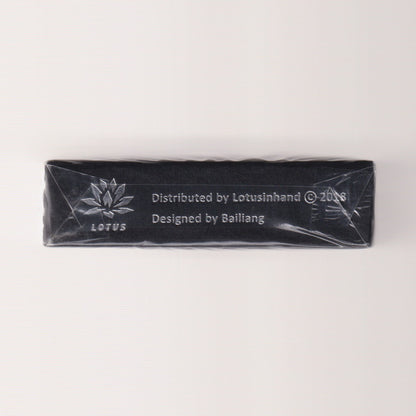 LOTUS
Distributed by Lotusinhand © 2018
Designed by Bailiang